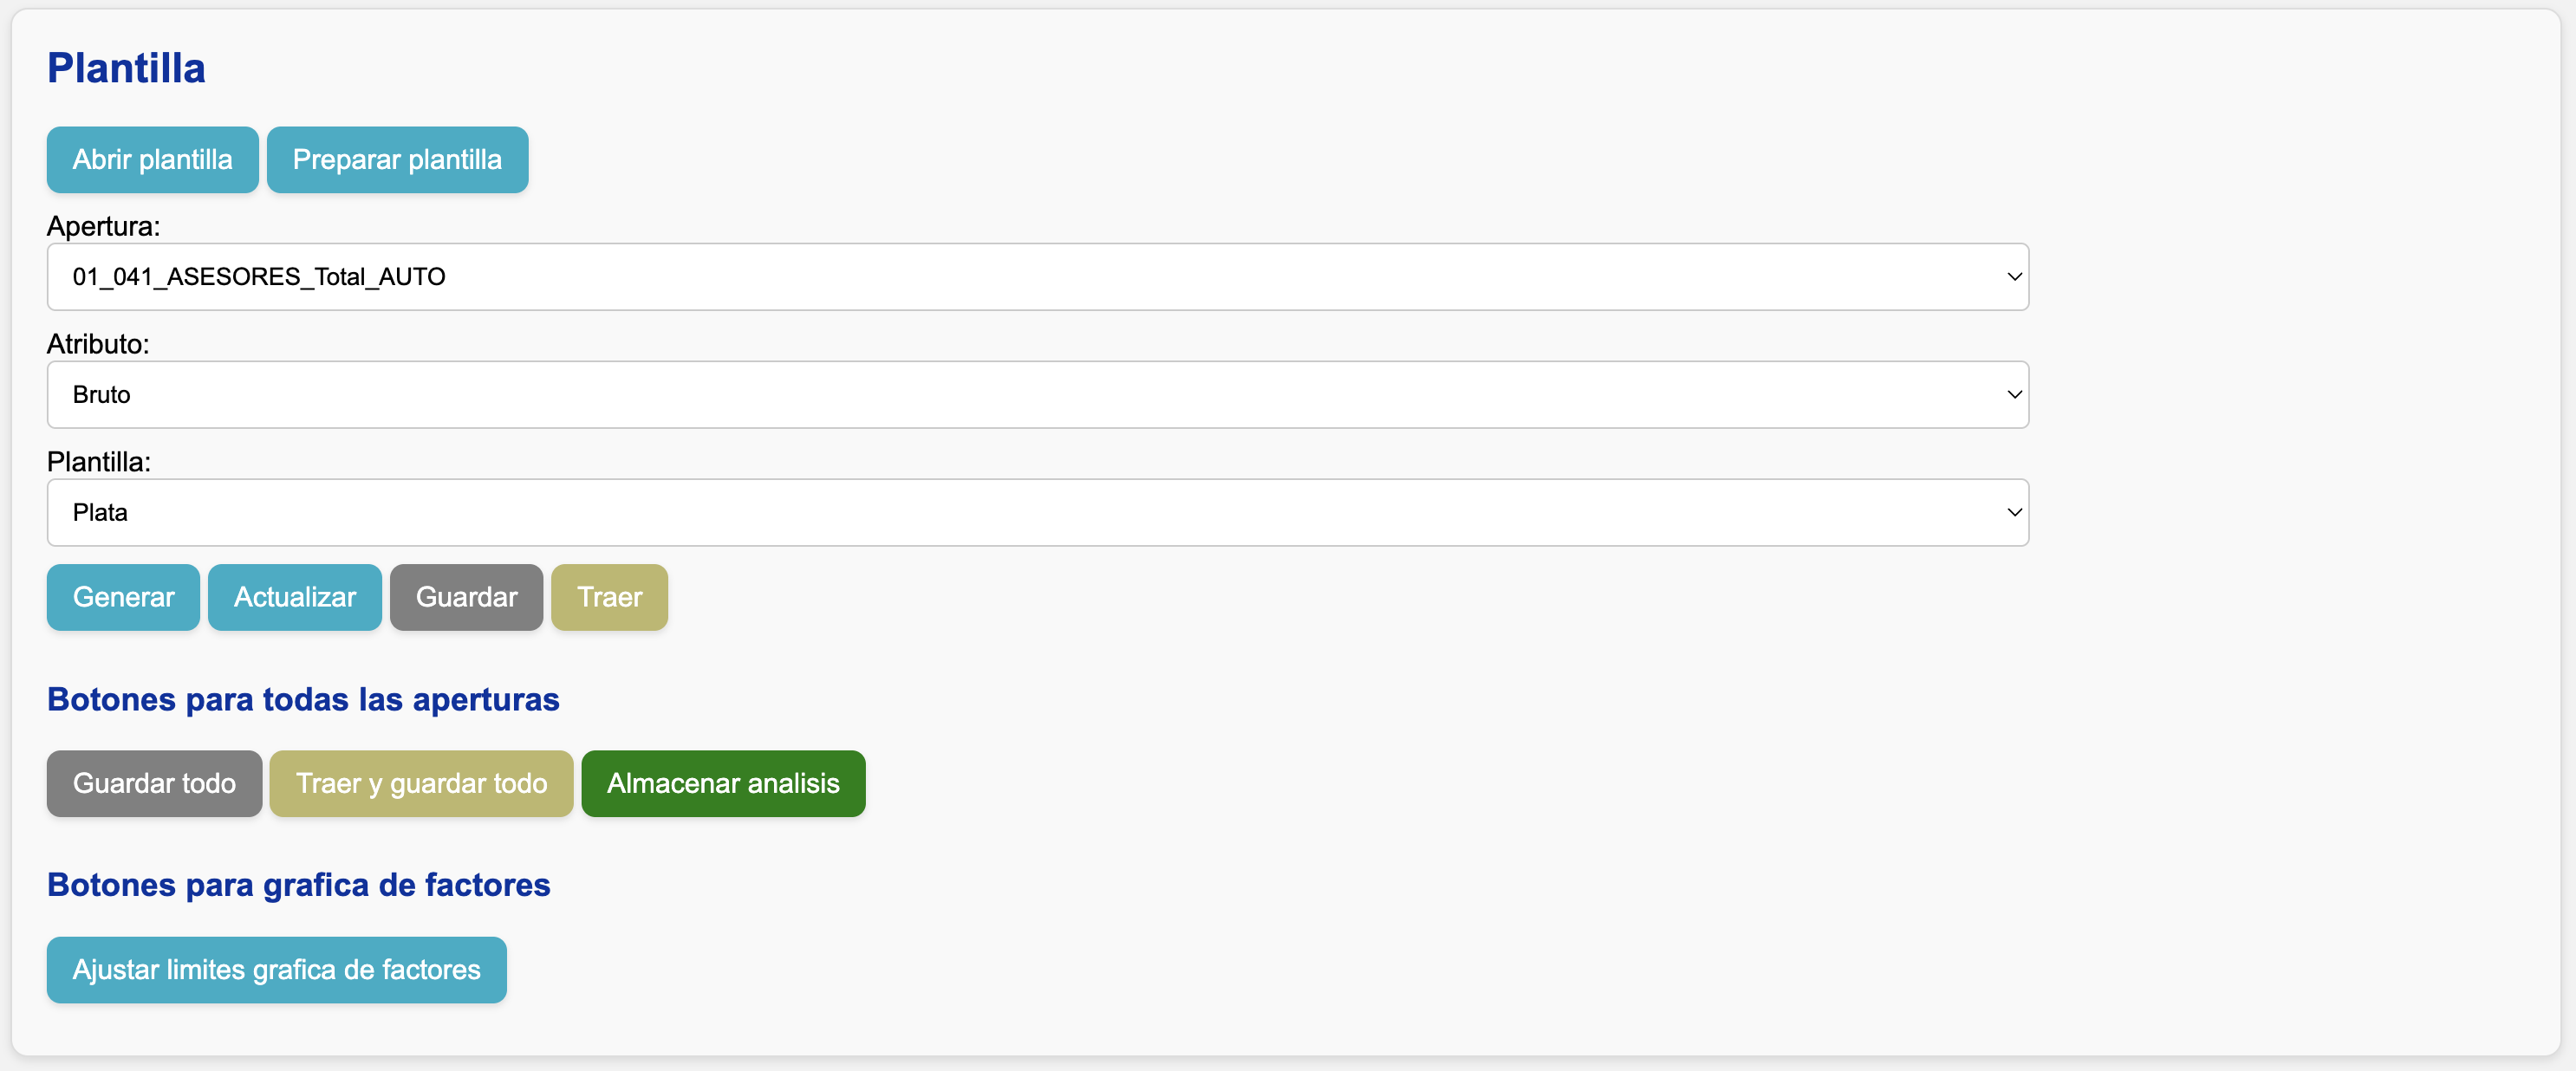 Plantilla
Abrir plantilla Preparar plantilla
Apertura:
01_041_ASESORES_Total_AUTO
Atributo:
Bruto
Plantilla:
Plata
Generar Actualizar Guardar Traer
Botones para todas las aperturas
Guardar todo Traer y guardar todo Almacenar analisis
Botones para grafica de factores
Ajustar limites grafica de factores